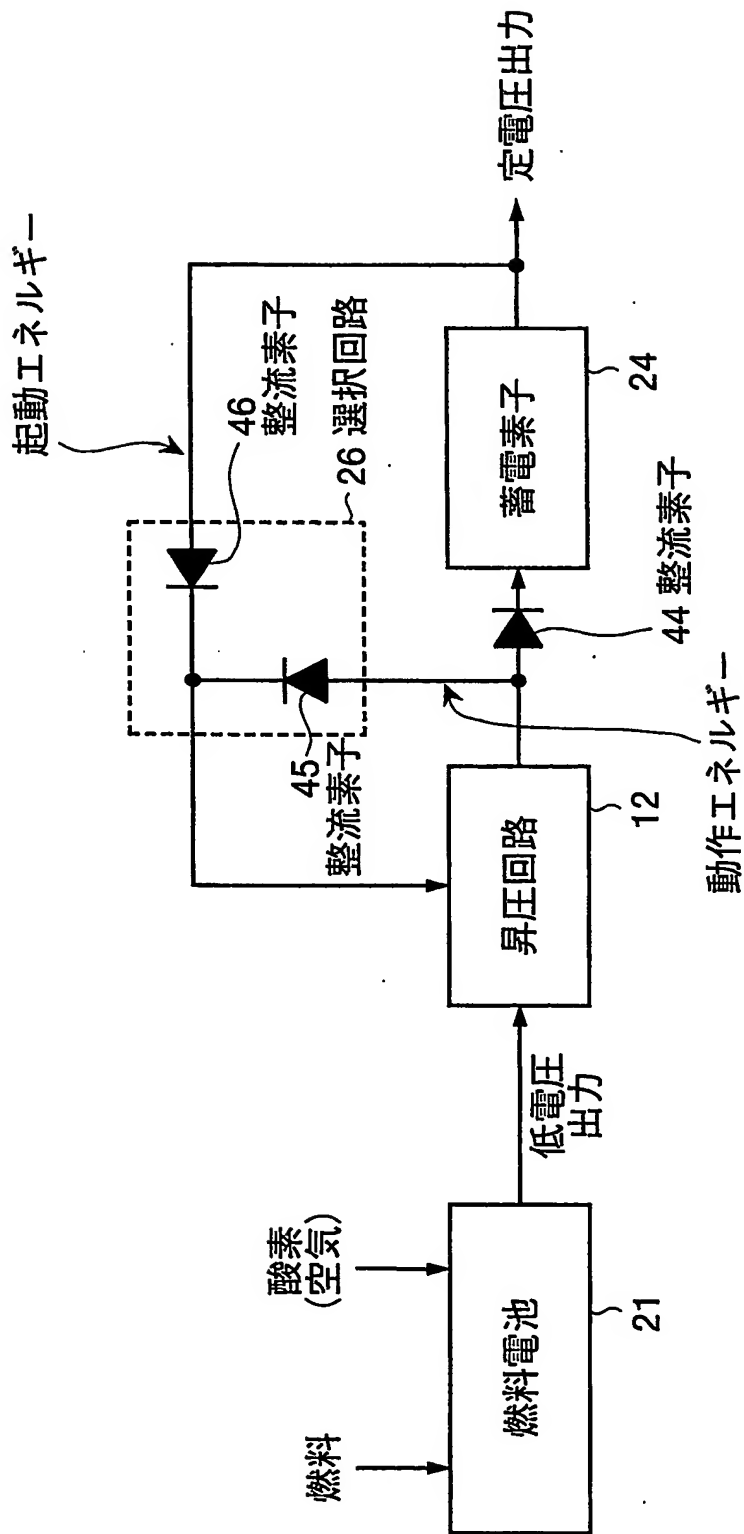 燃料
酸素
(空気)
燃料電池
21
低電圧
出力
昇圧回路
12
動作エネルギー
45
整流素子
46
整流素子
26 選択回路
起動エネルギー
44 整流素子
蓄電素子
24
定電圧出力